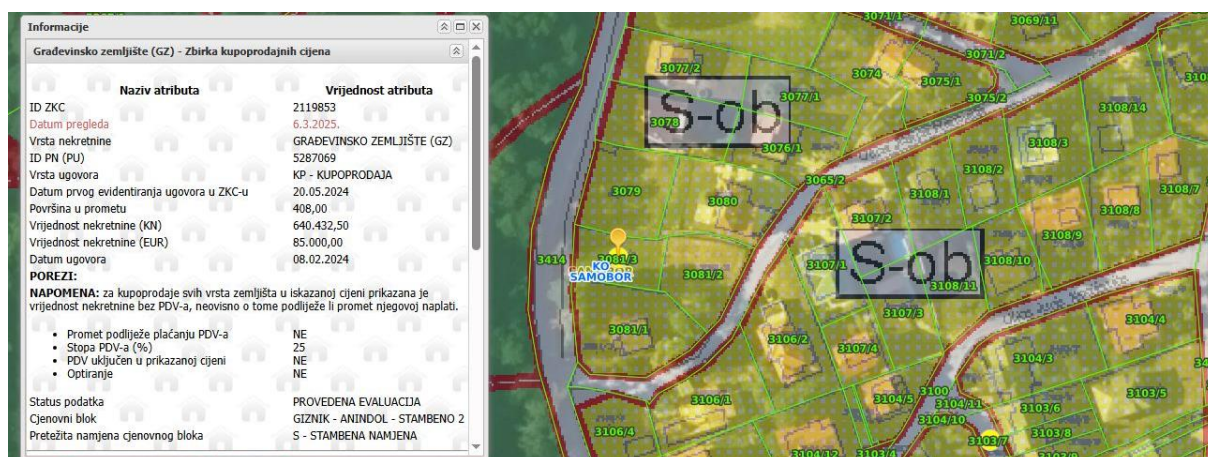 Informacije
Građevinsko zemljište (GZ) - Zbirka kupoprodajnih cijena
Naziv atributa Vrijednost atributa
ID ZKC 2119853
Datum pregleda 6.3.2025.
Vrsta nekretnine GRAĐEVINSKO ZEMLJIŠTE (GZ)
ID PN (PU) 5287069
Vrsta ugovora KP - KUPOPRODAJA
Datum prvog evidentiranja ugovora u ZKC-u 20.05.2024
Površina u prometu 408,00
Vrijednost nekretnine (KN) 640.432,50
Vrijednost nekretnine (EUR) 85.000,00
Datum ugovora 08.02.2024
POREZI:
NAPOMENA: za kupoprodaje svih vrsta zemljišta u iskazanoj cijeni prikazana je
vrijednost nekretnine bez PDV-a, neovisno o tome podliježe li promet njegovoj naplati.
• Promet podliježe plaćanju PDV-a NE
• Stopa PDV-a (%) 25
• PDV uključen u prikazanoj cijeni NE
• Optiranje NE
Status podatka PROVEDENA EVALUACIJA
Cjenovni blok GIZNIK - ANINDOL - STAMBENO 2
Pretežita namjena cjenovnog bloka S - STAMBENA NAMJENA
3071/1
3069/11
3071/2
3077/2
3074
3075/1
3077/1
3075/2
S-ob
3078
3108/14
3076/1
3108/3
3065/2
3108/2
3079
3080
3108/1
3108/7
3108/8
3107/2
3108/9
S-ob
3414
3081/3
KO
SAMOBOR
3081/2
3107/1
3108/10
3108/11
3107/3
3081/1
3106/2
3107/4
3104/4
3104/3
3106/1
3104/5
3100
3104/11
3103/5
3106/4
3104/10
3103/6
3103/8
3103/7
3104/12
3103/4
3103/9